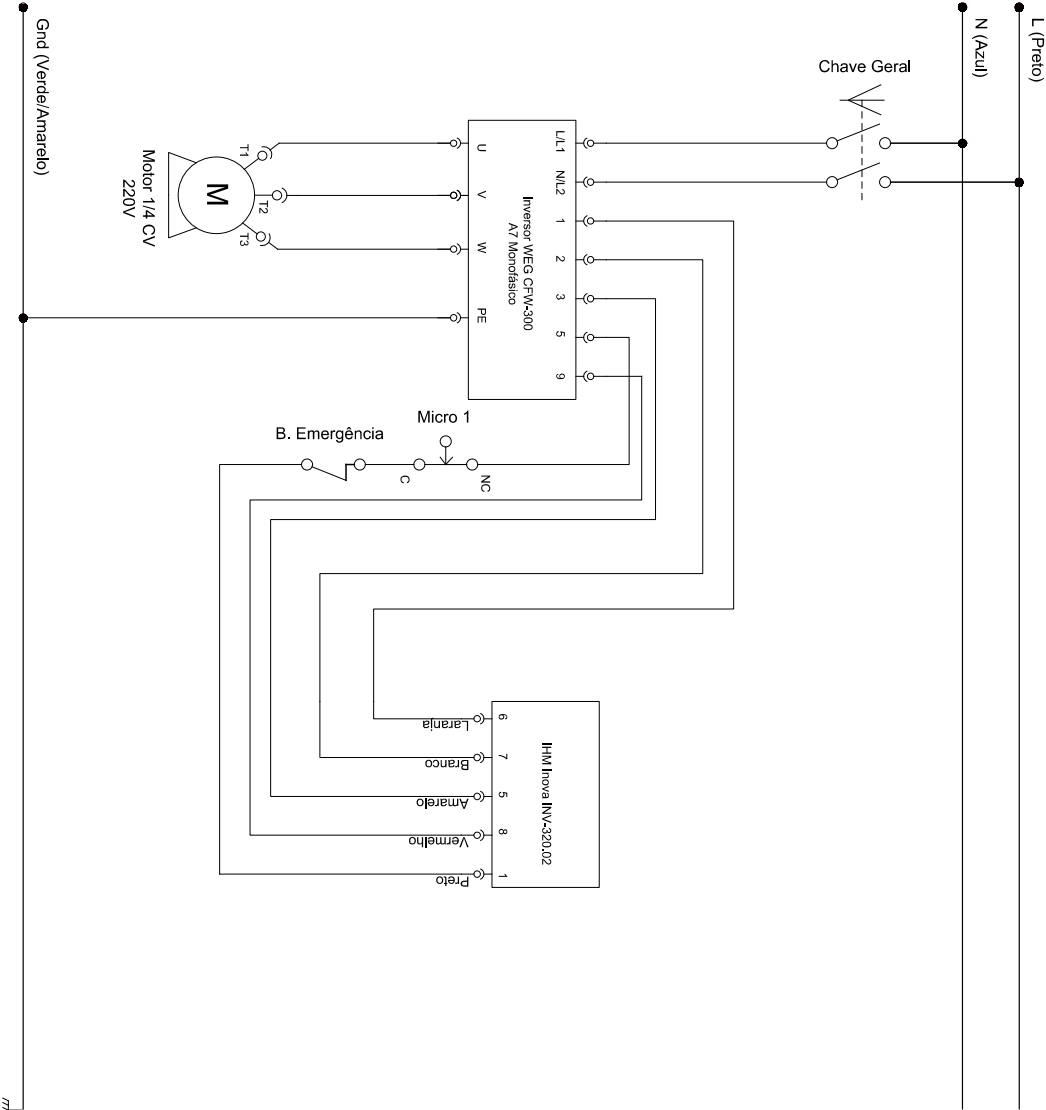 L (Preto)
N (Azul)
Gnd (Verde/Amarelo)
Chave Geral
L/L1
N/L2
1
2
3
5
9
Inversor WEG CFW-300
A7 Monofásico
U
V
W
PE
T1
T2
T3
M
Motor 1/4 CV
220V
Micro 1
B. Emergência
C
NC
IHM Inova INV-320.02
6
7
5
8
1
Laranja
Branco
Amarelo
Vermelho
Preto